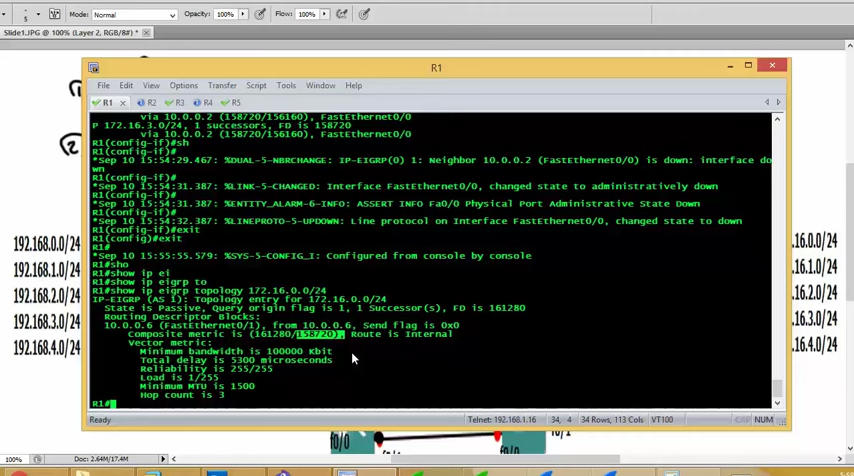 5 Mode: Normal Opacity: 100% Flow: 100%
Slide1.JPG @ 100% (Layer 2, RGB/8#) *
R1
File Edit View Options Transfer Script Tools Window Help
R1 R2 R3 R4 R5
via 10.0.0.2 (158720/156160), FastEthernet0/0
P 172.16.3.0/24, 1 successors, FD is 158720
via 10.0.0.2 (158720/156160), FastEthernet0/0
R1(config-if)#sh
R1(config-if)#
*Sep 10 15:54:29.467: %DUAL-5-NBRCHANGE: IP-EIGRP(0) 1: Neighbor 10.0.0.2 (FastEthernet0/0) is down: interface do
wn
R1(config-if)#
*Sep 10 15:54:31.387: %LINK-5-CHANGED: Interface FastEthernet0/0, changed state to administratively down
R1(config-if)#
*Sep 10 15:54:31.387: %ENTITY_ALARM-6-INFO: ASSERT INFO Fa0/0 Physical Port Administrative State Down
R1(config-if)#
*Sep 10 15:54:32.387: %LINEPROTO-5-UPDOWN: Line protocol on Interface FastEthernet0/0, changed state to down
R1(config-if)#exit
R1(config)#exit
R1#
*Sep 10 15:55:55.579: %SYS-5-CONFIG_I: Configured from console by console
R1#sho
R1#show ip ei
R1#show ip eigrp to
R1#show ip eigrp topology 172.16.0.0/24
IP-EIGRP (AS 1): Topology entry for 172.16.0.0/24
State is Passive, Query origin flag is 1, 1 Successor(s), FD is 161280
Routing Descriptor Blocks:
10.0.0.6 (FastEthernet0/1), from 10.0.0.6, Send flag is 0x0
Composite metric is (161280/158720), Route is Internal
Vector metric:
Minimum bandwidth is 100000 Kbit
Total delay is 5300 microseconds
Reliability is 255/255
Load is 1/255
Minimum MTU is 1500
Hop count is 3
R1#
Ready Telnet: 192.168.1.16 34, 4 34 Rows, 113 Cols VT100 CAP NUM
192.168.0.0/24
192.168.1.0/24
192.168.2.0/24
192.168.3.0/24
192.168.4.0/24
.16.0.0/24
.16.1.0/24
.16.2.0/24
.16.3.0/24
.16.4.0/24
f0/0
100% Doc: 2.64M/17.4M